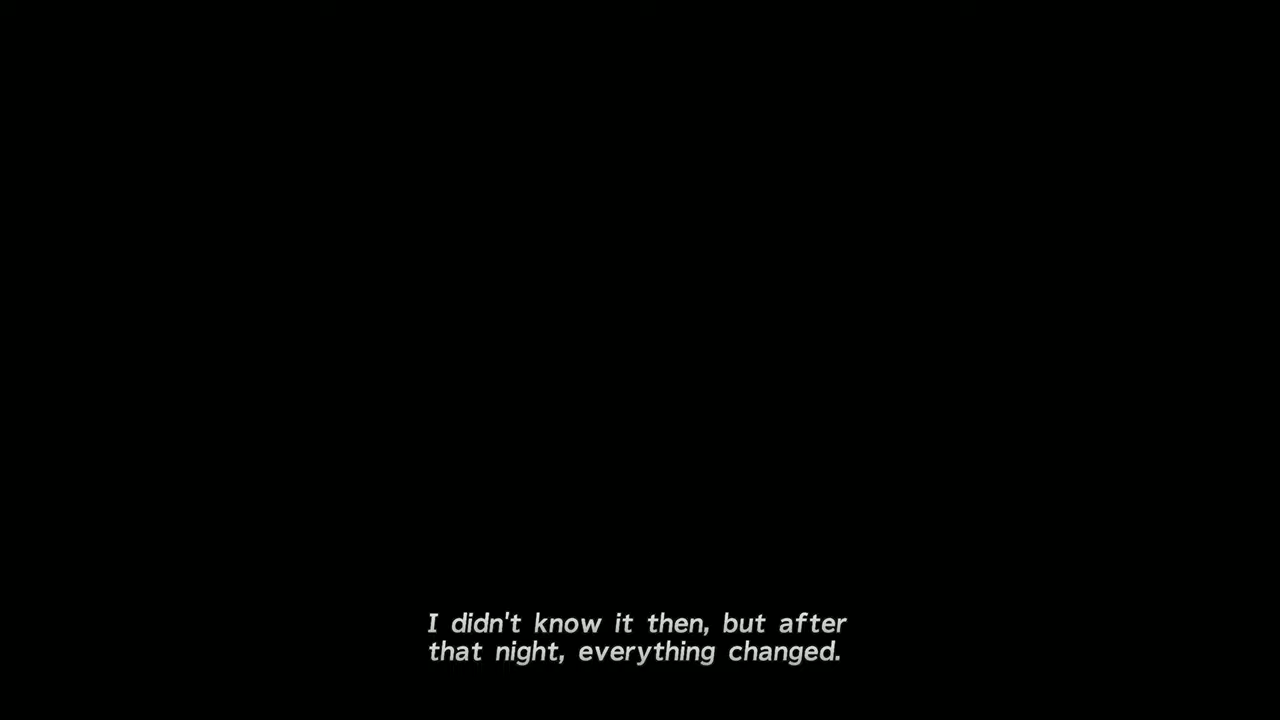 I didn't know it then, but after
that night, everything changed.